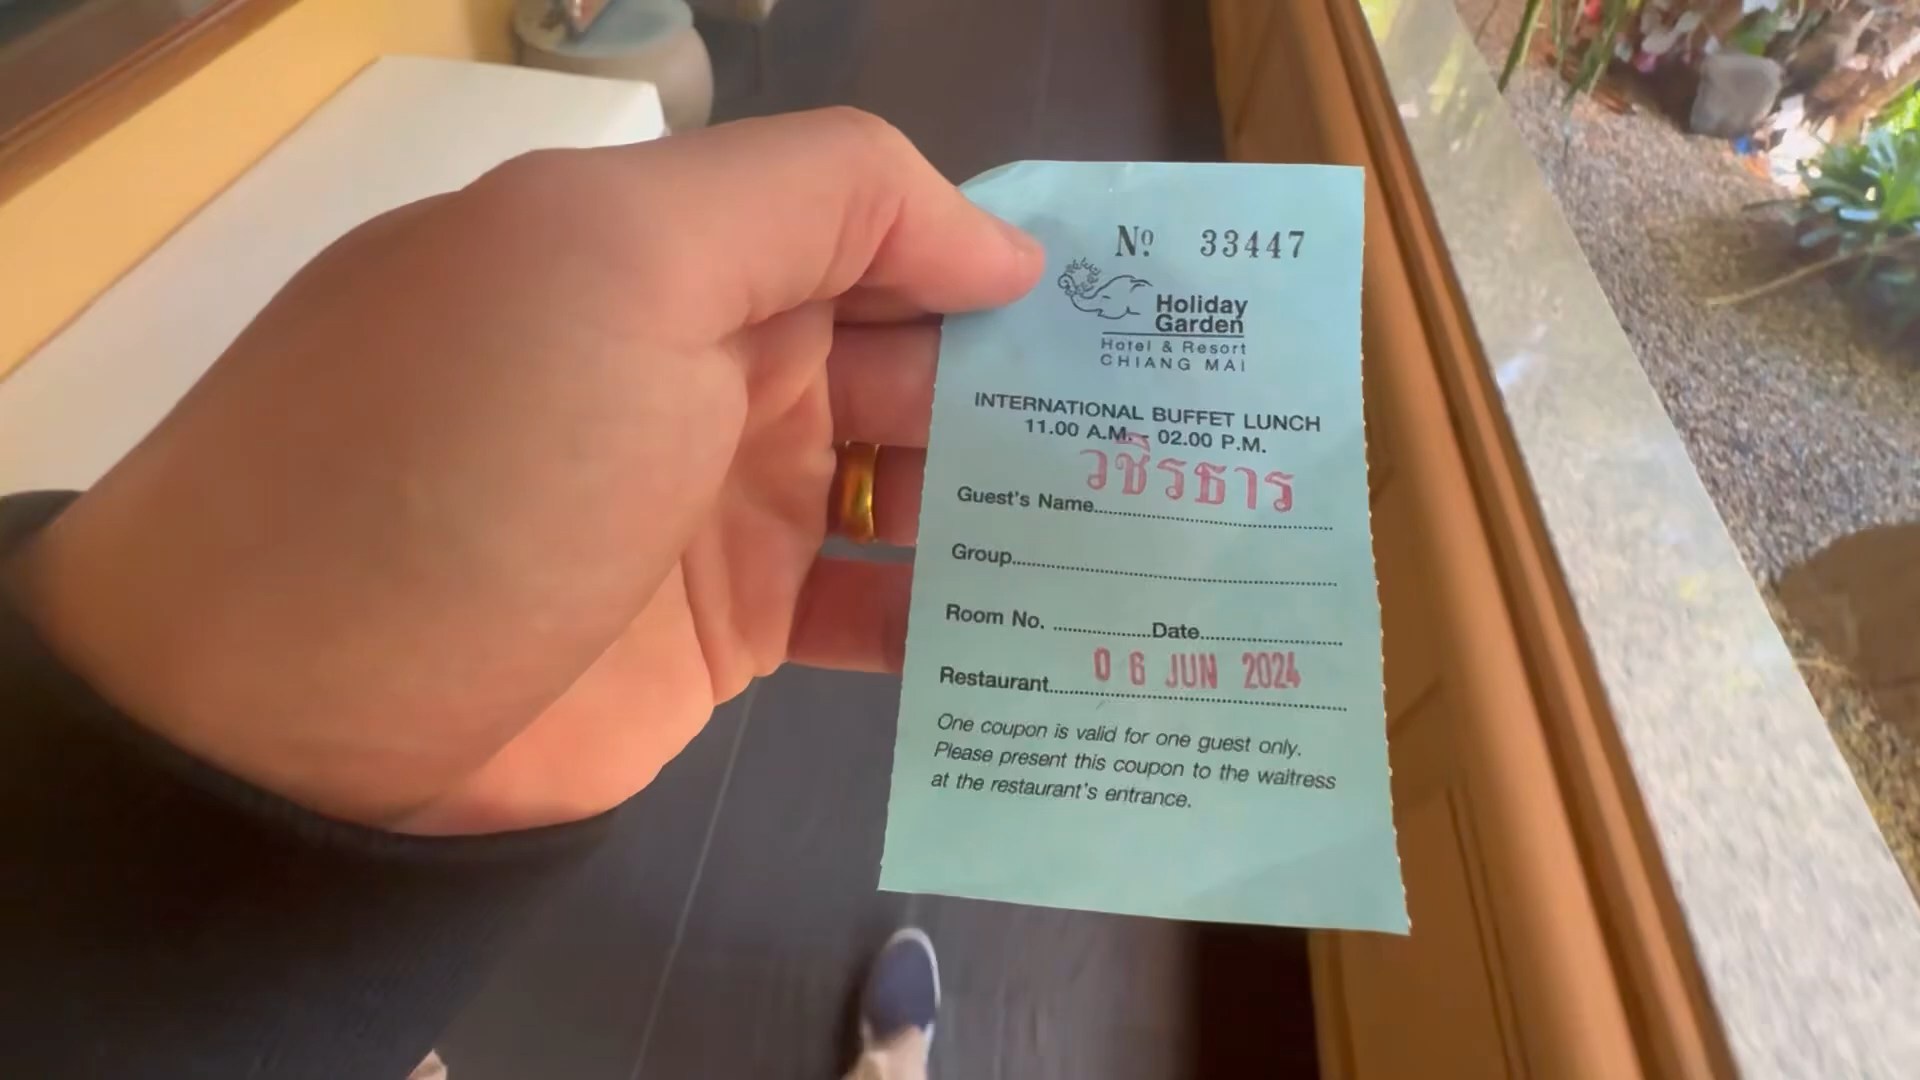 Nº 33447
Holiday
Garden
Hotel & Resort
CHIANG MAI
INTERNATIONAL BUFFET LUNCH
11.00 A.M. - 02.00 P.M.
วชิรธาร
Guest's Name
Group
Room No. Date
06 JUN 2024
Restaurant
One coupon is valid for one guest only.
Please present this coupon to the waitress
at the restaurant's entrance.